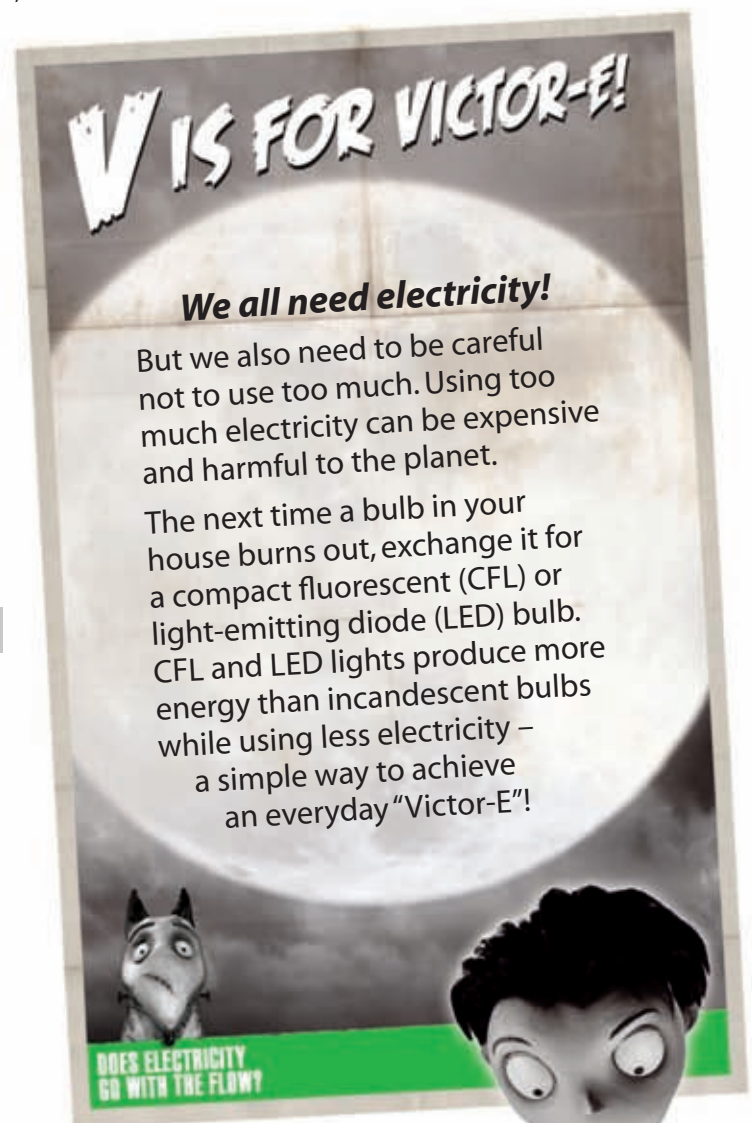 V IS FOR VICTOR-E!
We all need electricity!
But we also need to be careful
not to use too much. Using too
much electricity can be expensive
and harmful to the planet.
The next time a bulb in your
house burns out, exchange it for
a compact fluorescent (CFL) or
light-emitting diode (LED) bulb.
CFL and LED lights produce more
energy than incandescent bulbs
while using less electricity –
a simple way to achieve
an everyday "Victor-E"!
DOES ELECTRICITY
GO WITH THE FLOW?